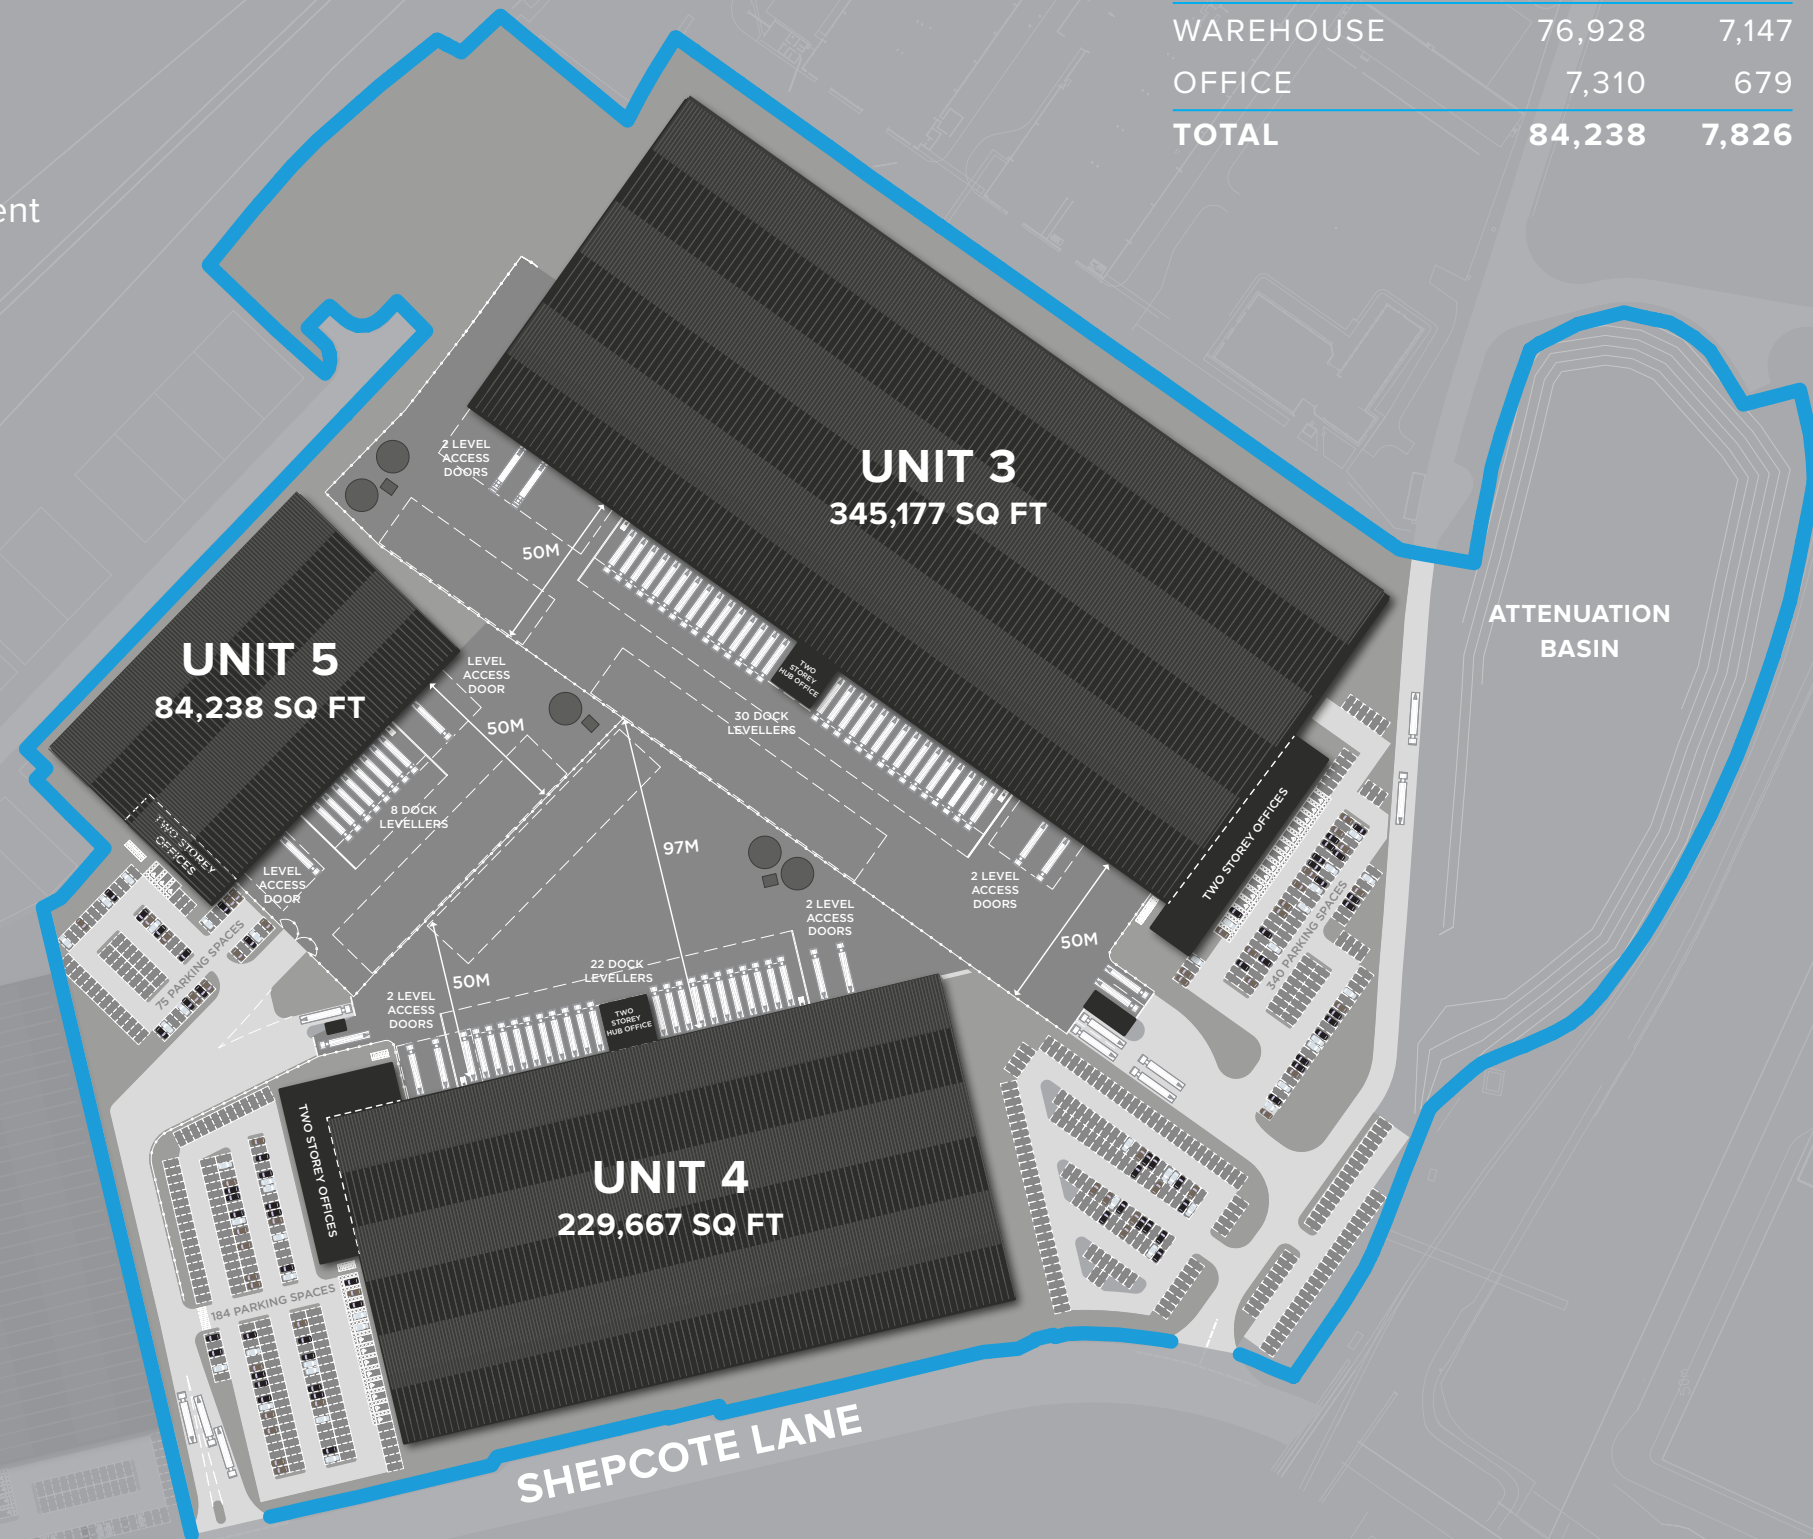 WAREHOUSE 76,928 7,147
OFFICE 7,310 679
TOTAL 84,238 7,826
ent
2 LEVEL
ACCESS
DOORS
UNIT 3
345,177 SQ FT
50M
ATTENUATION
BASIN
UNIT 5
84,238 SQ FT
LEVEL
ACCESS
DOOR
TWO
STOREY
HUB OFFICE
50M
30 DOCK
LEVELLERS
8 DOCK
LEVELLERS
97M
TWO STOREY
OFFICES
TWO STOREY OFFICES
LEVEL
ACCESS
DOOR
2 LEVEL
ACCESS
DOORS
2 LEVEL
ACCESS
DOORS
50M
340 PARKING SPACES
75 PARKING SPACES
22 DOCK
LEVELLERS
50M
2 LEVEL
ACCESS
DOORS
TWO
STOREY
HUB OFFICE
TWO STOREY OFFICES
UNIT 4
229,667 SQ FT
184 PARKING SPACES
SHEPCOTE LANE